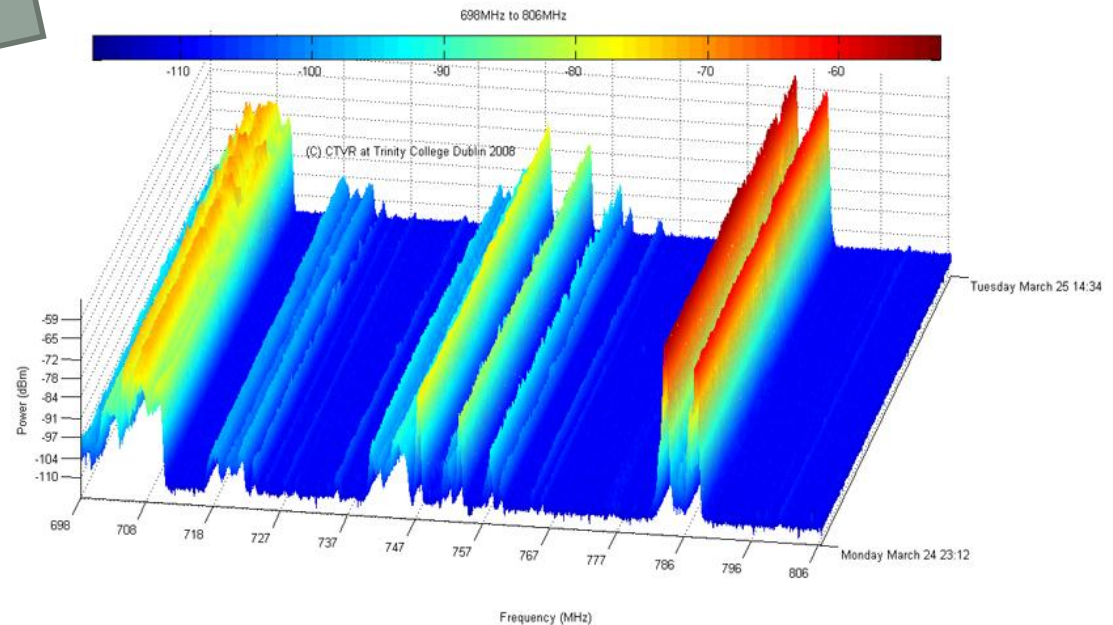 698MHz to 806MHz
-110 -100 -90 -80 -70 -60
(C) CTVR at Trinity College Dublin 2008
Tuesday March 25 14:34
-59
-65
-72
-78
-84
-91
-97
-104
-110
Power (dBm)
698 708 718 727 737 747 757 767 777 786 796 806
Monday March 24 23:12
Frequency (MHz)